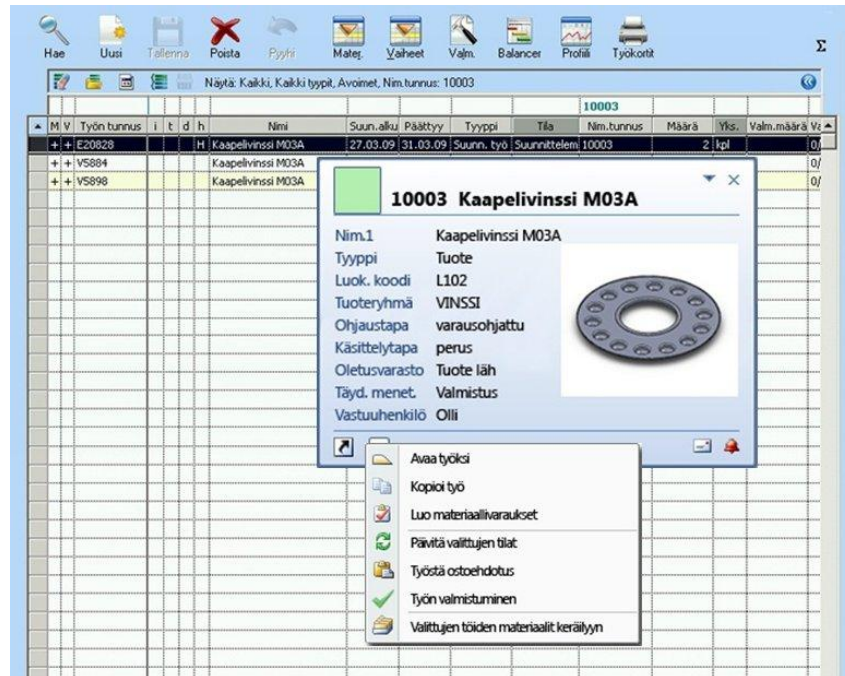 Hae Uusi Tallenna Poista Pyyhi Mater. Vaiheet Valm. Balancer Profiili Työkortit Σ
Näytä: Kaikki, Kaikki tyypit, Avoimet, Nim.tunnus: 10003
10003
M V Työn tunnus i t d h Nimi Suun.alku Päättyy Tyyppi Tila Nim.tunnus Määrä Yks. Valm.määrä
+ + E20828 H Kaapelivinssi M03A 27.03.09 31.03.09 Suunn. työ Suunnittelem 10003 2 kpl 0/
+ + V5884 Kaapelivinssi M03A 0/
+ + V5898 Kaapelivinssi M03A 0/
10003 Kaapelivinssi M03A
Nim.1 Kaapelivinssi M03A
Tyyppi Tuote
Luok. koodi L102
Tuoteryhmä VINSSI
Ohjaustapa varausohjattu
Käsittelytapa perus
Oletusvarasto Tuote läh
Täyd. menet. Valmistus
Vastuuhenkilö Olli
Avaa työksi
Kopioi työ
Luo materiaallivaraukset
Päivitä valittujen tilat
Työstä ostoehdotus
Työn valmistuminen
Valittujen töiden materiaalit keräilyyn